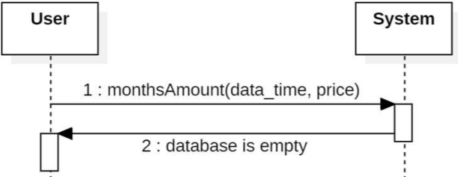 User
System
1 : monthsAmount(data_time, price)
2 : database is empty